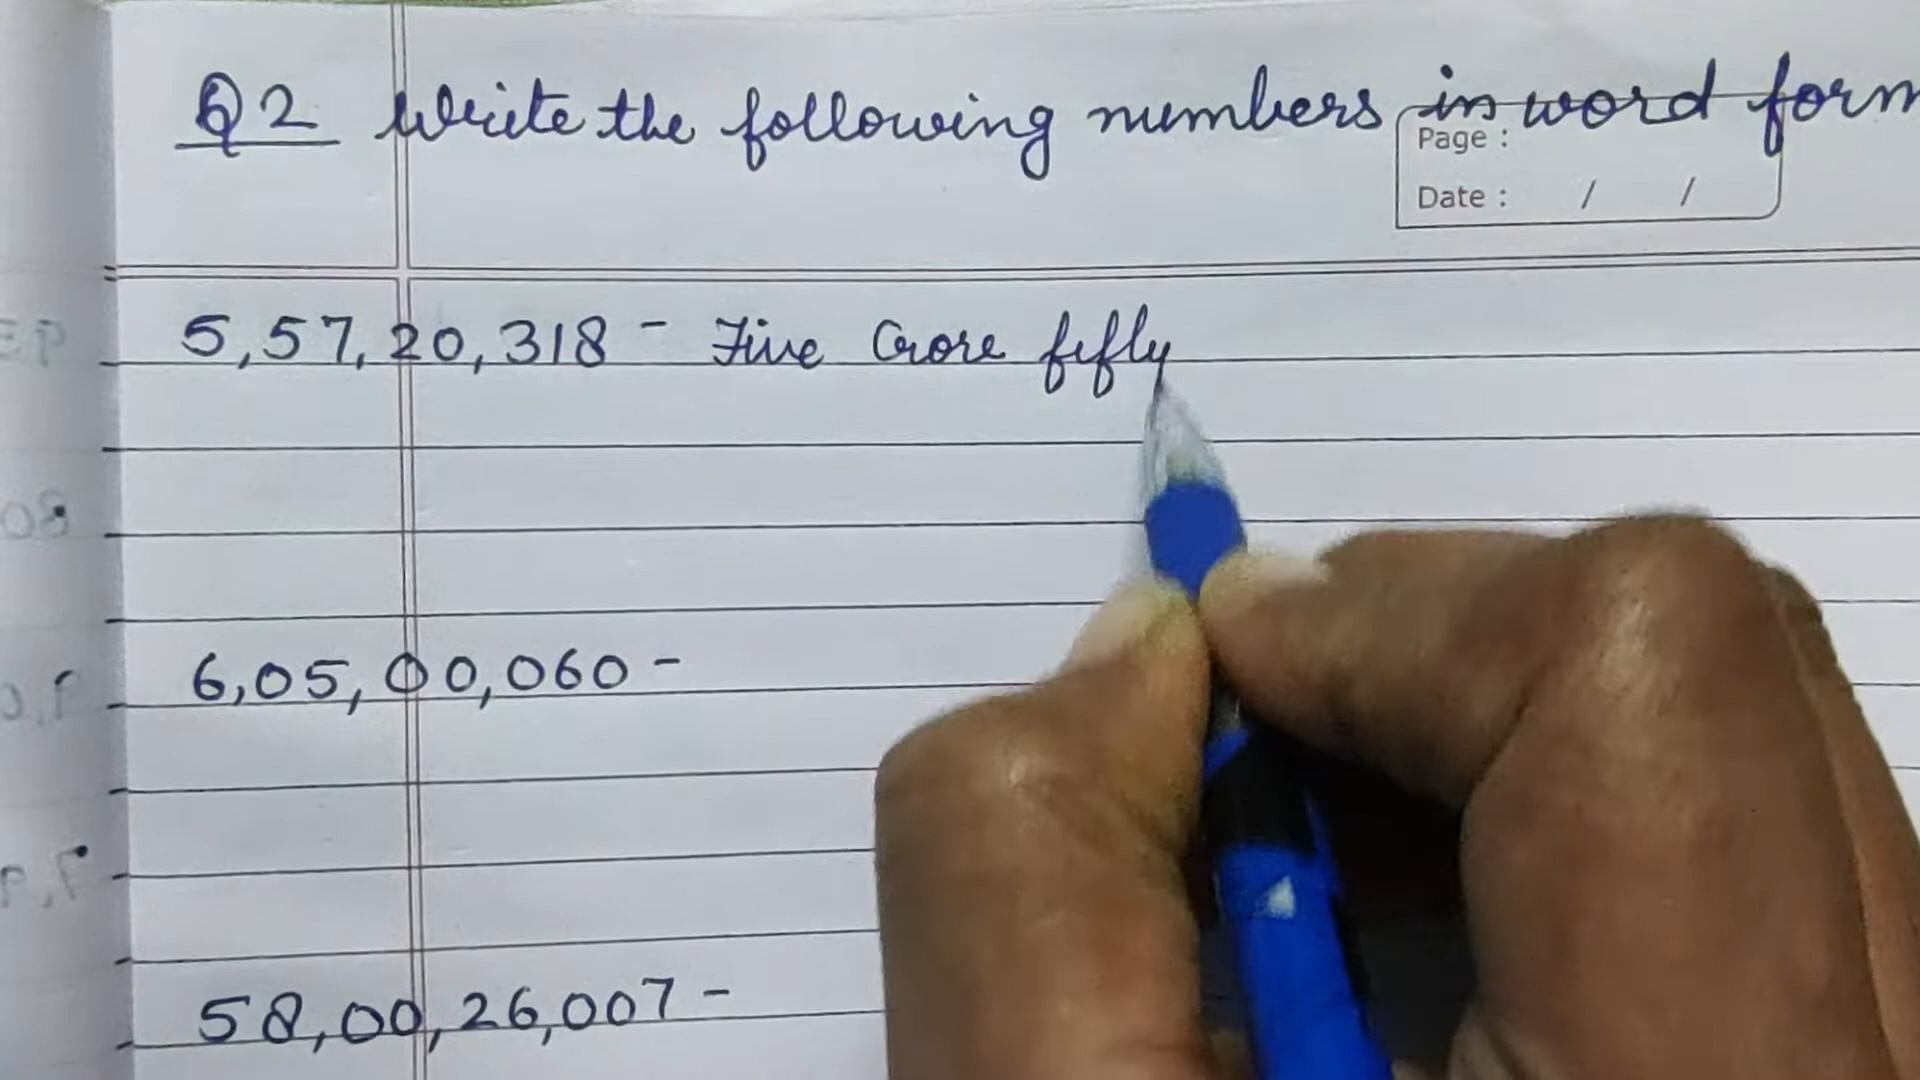 Q2 Write the following numbers in word form
Page :
Date : / /
5,57,20,318 - Five Crore fifly
6,05,00,060 -
58,00,26,007 -